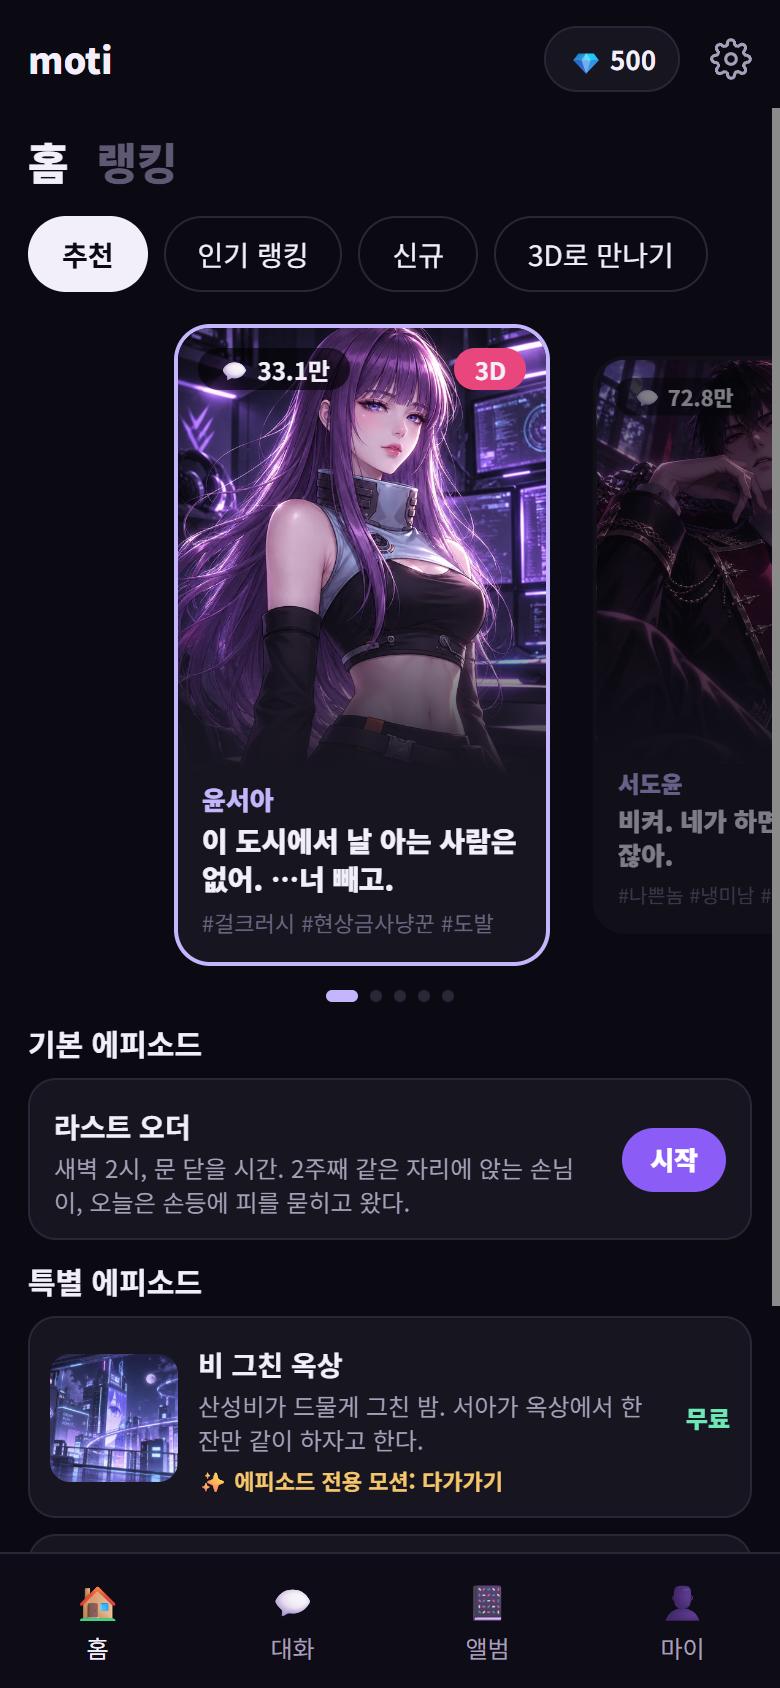 moti
500
홈 랭킹
추천
인기 랭킹
신규
3D로 만나기
33.1만
3D
윤서아
이 도시에서 날 아는 사람은
없어. …너 빼고.
#걸크러시 #현상금사냥꾼 #도발
72.8만
서도윤
비켜. 네가 하면
잖아.
#나쁜놈 #냉미남 #
기본 에피소드
라스트 오더
새벽 2시, 문 닫을 시간. 2주째 같은 자리에 앉는 손님
이, 오늘은 손등에 피를 묻히고 왔다.
시작
특별 에피소드
비 그친 옥상
산성비가 드물게 그친 밤. 서아가 옥상에서 한
잔만 같이 하자고 한다.
✨ 에피소드 전용 모션: 다가가기
무료
홈
대화
앨범
마이